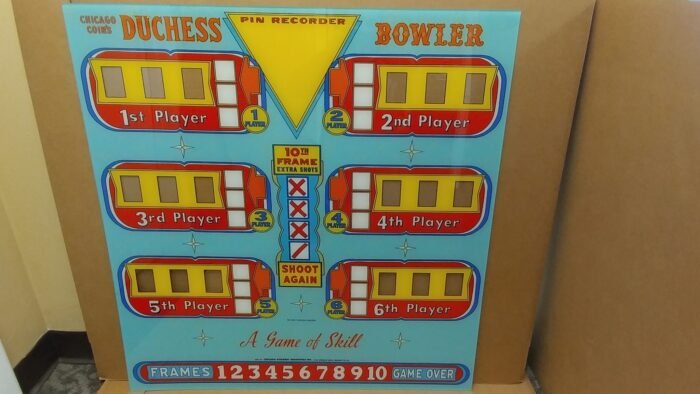 CHICAGO
COIN'S
DUCHESS
BOWLER
PIN RECORDER
1st Player
1
PLAYER
2
PLAYER
2nd Player
10TH
FRAME
EXTRA SHOTS
3rd Player
3
PLAYER
4
PLAYER
4th Player
SHOOT
AGAIN
5th Player
5
PLAYER
6
PLAYER
6th Player
A Game of Skill
FRAMES 1 2 3 4 5 6 7 8 9 10 GAME OVER